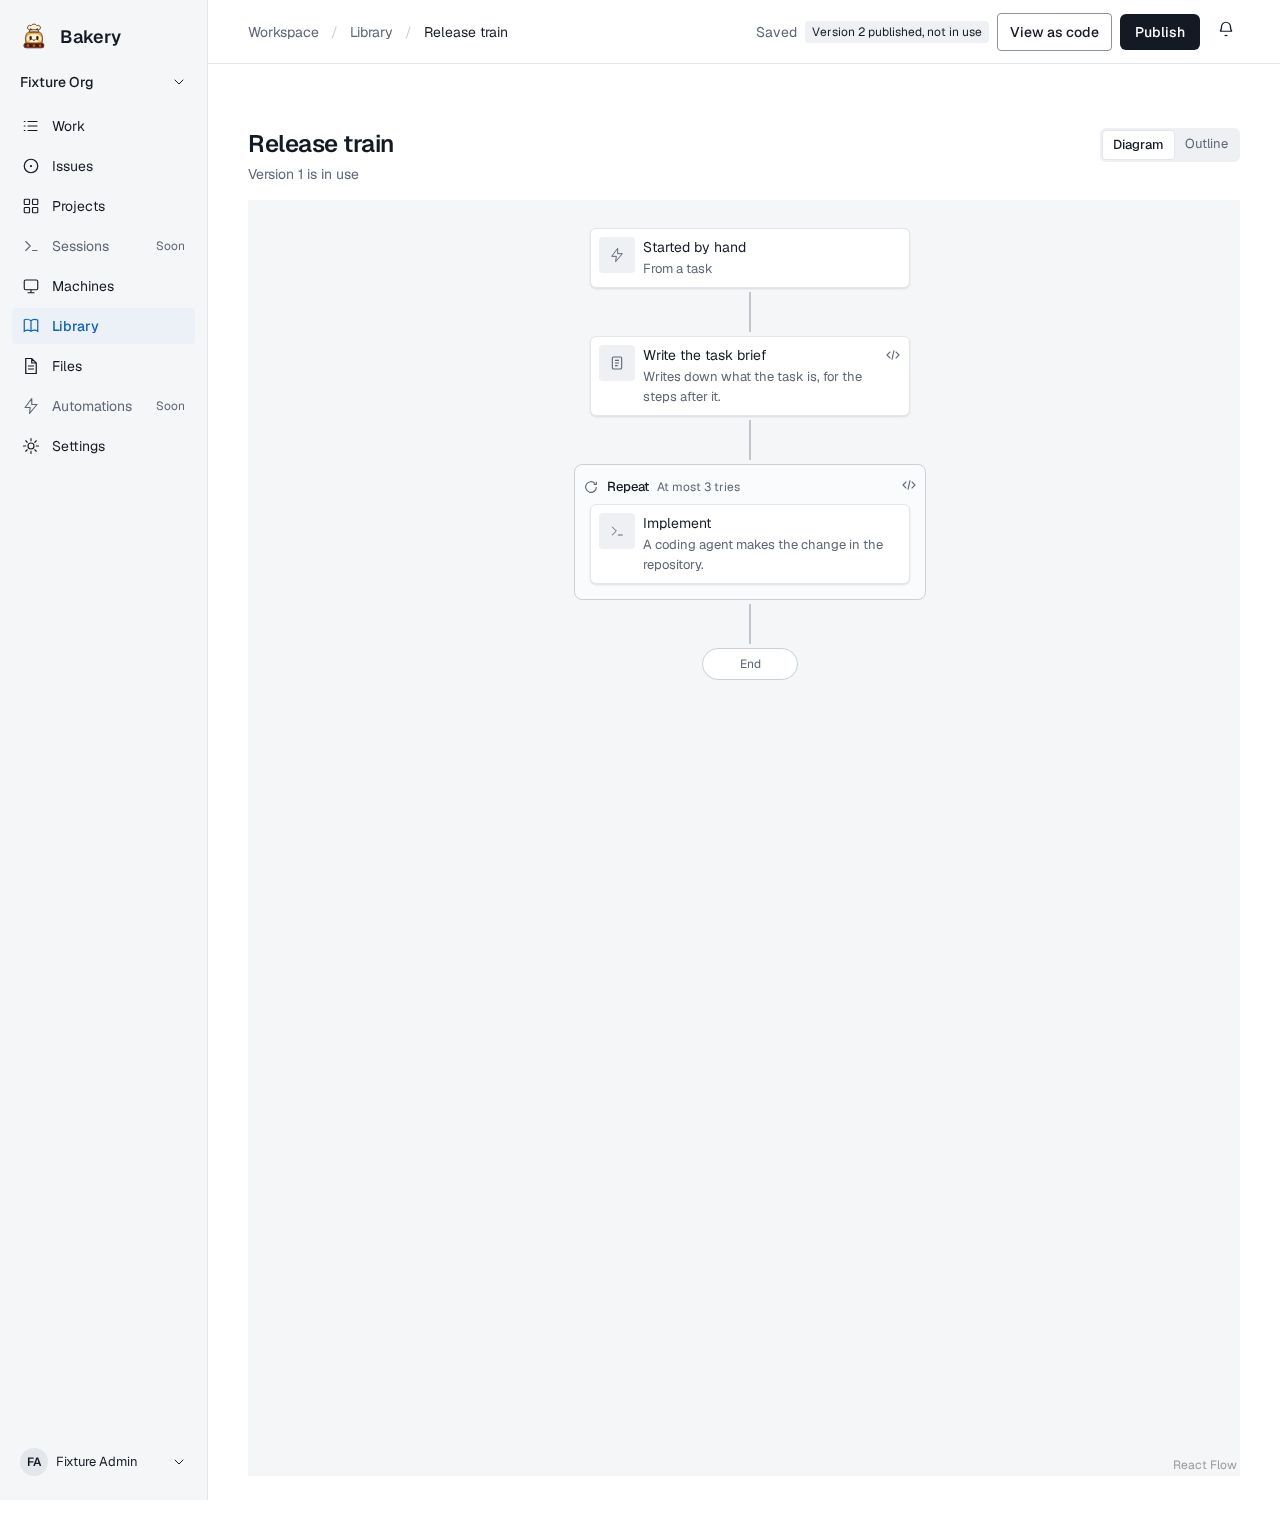 Bakery
Fixture Org
Work
Issues
Projects
Sessions Soon
Machines
Library
Files
Automations Soon
Settings
FA Fixture Admin
Workspace / Library / Release train
Saved Version 2 published, not in use View as code Publish
Release train
Version 1 is in use
Diagram Outline
Started by hand
From a task
Write the task brief
Writes down what the task is, for the
steps after it.
Repeat At most 3 tries
Implement
A coding agent makes the change in the
repository.
End
React Flow